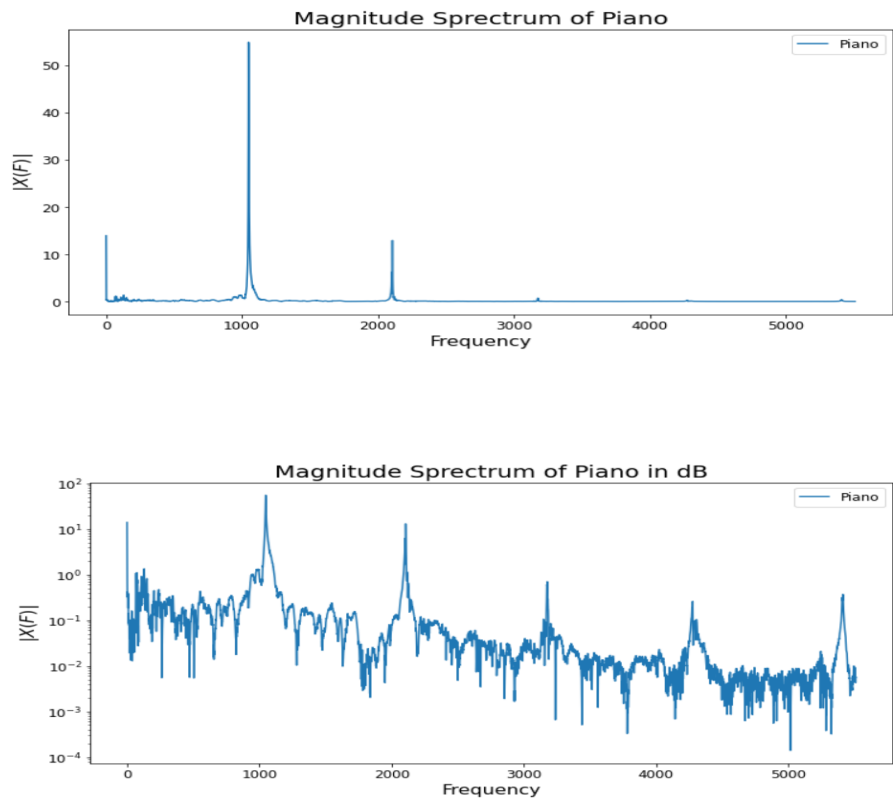 Magnitude Sprectrum of Piano
Piano
50
40
30
20
10
0
|X(F)|
0 1000 2000 3000 4000 5000
Frequency
Magnitude Sprectrum of Piano in dB
Piano
10²
10¹
10⁰
10⁻¹
10⁻²
10⁻³
10⁻⁴
|X(F)|
0 1000 2000 3000 4000 5000
Frequency